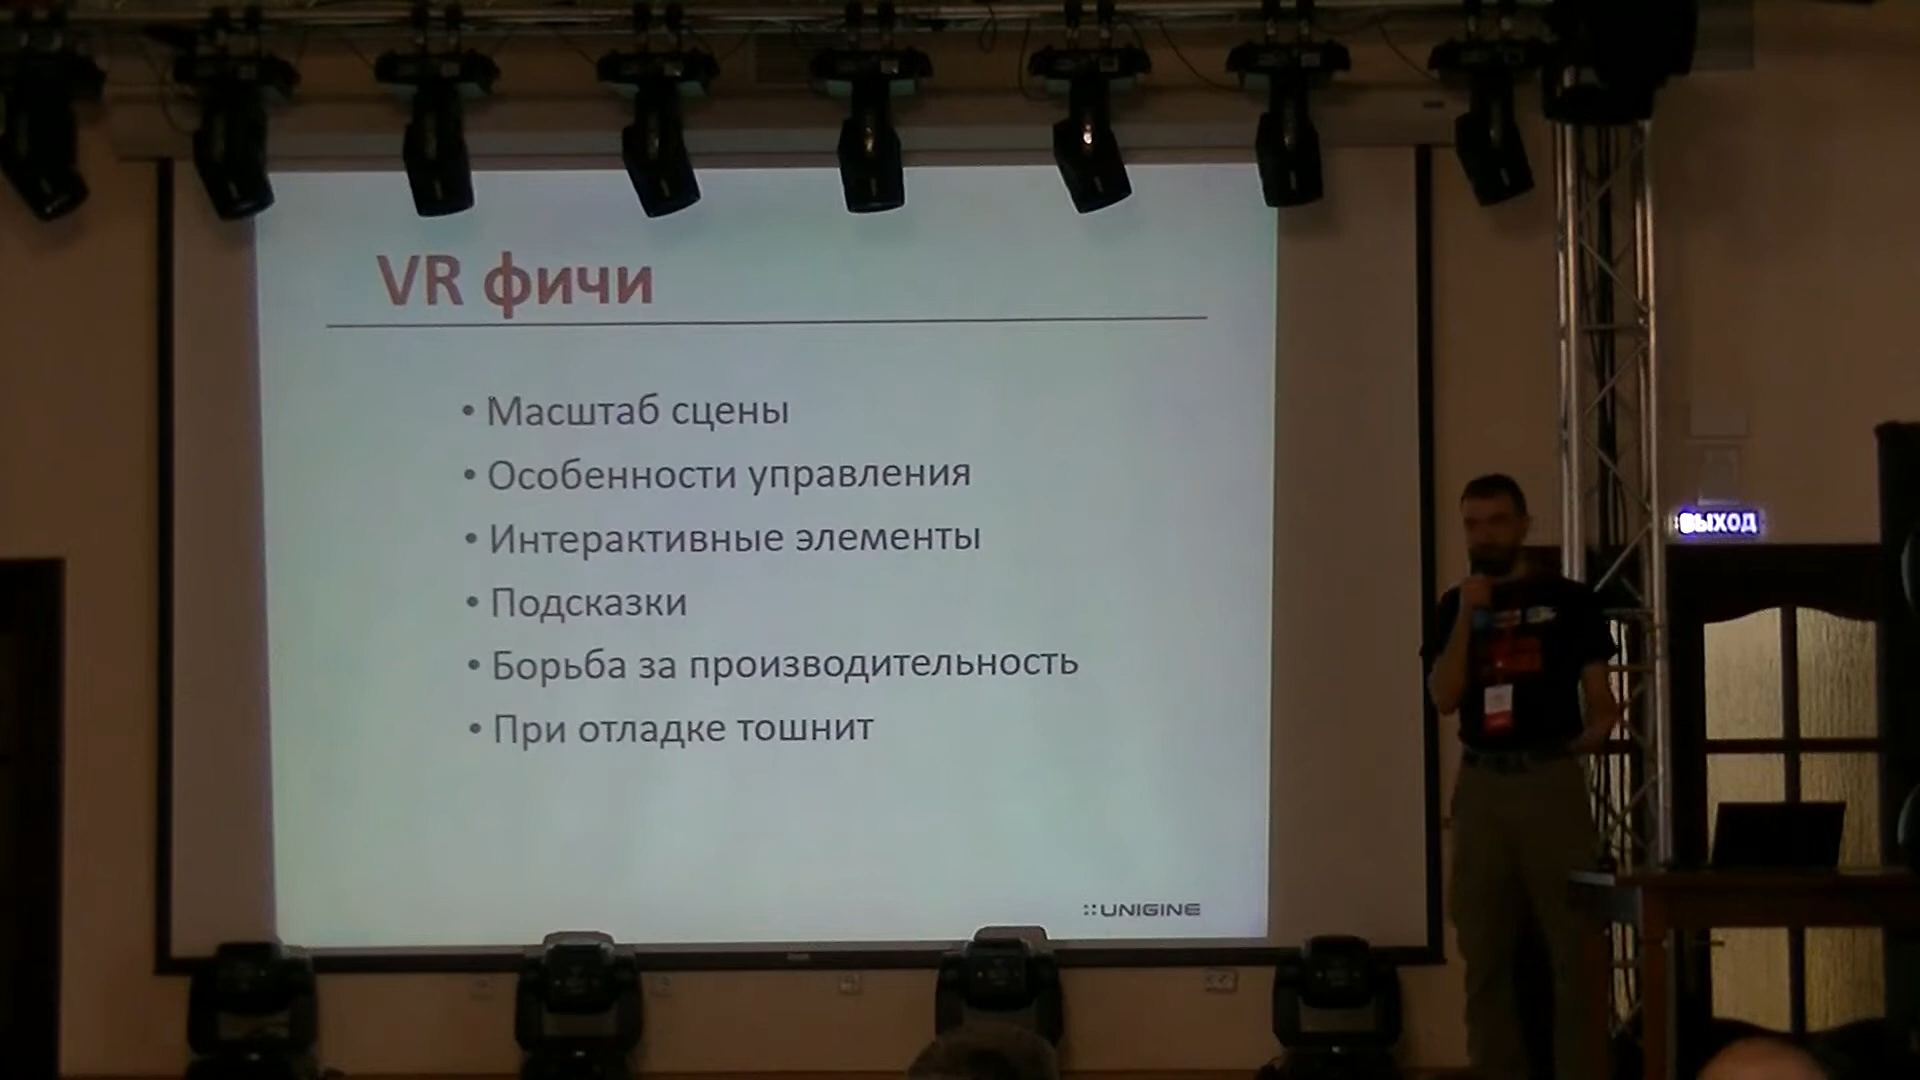 VR фичи
• Масштаб сцены
• Особенности управления
• Интерактивные элементы
• Подсказки
• Борьба за производительность
• При отладке тошнит
UNIGINE
ВЫХОД